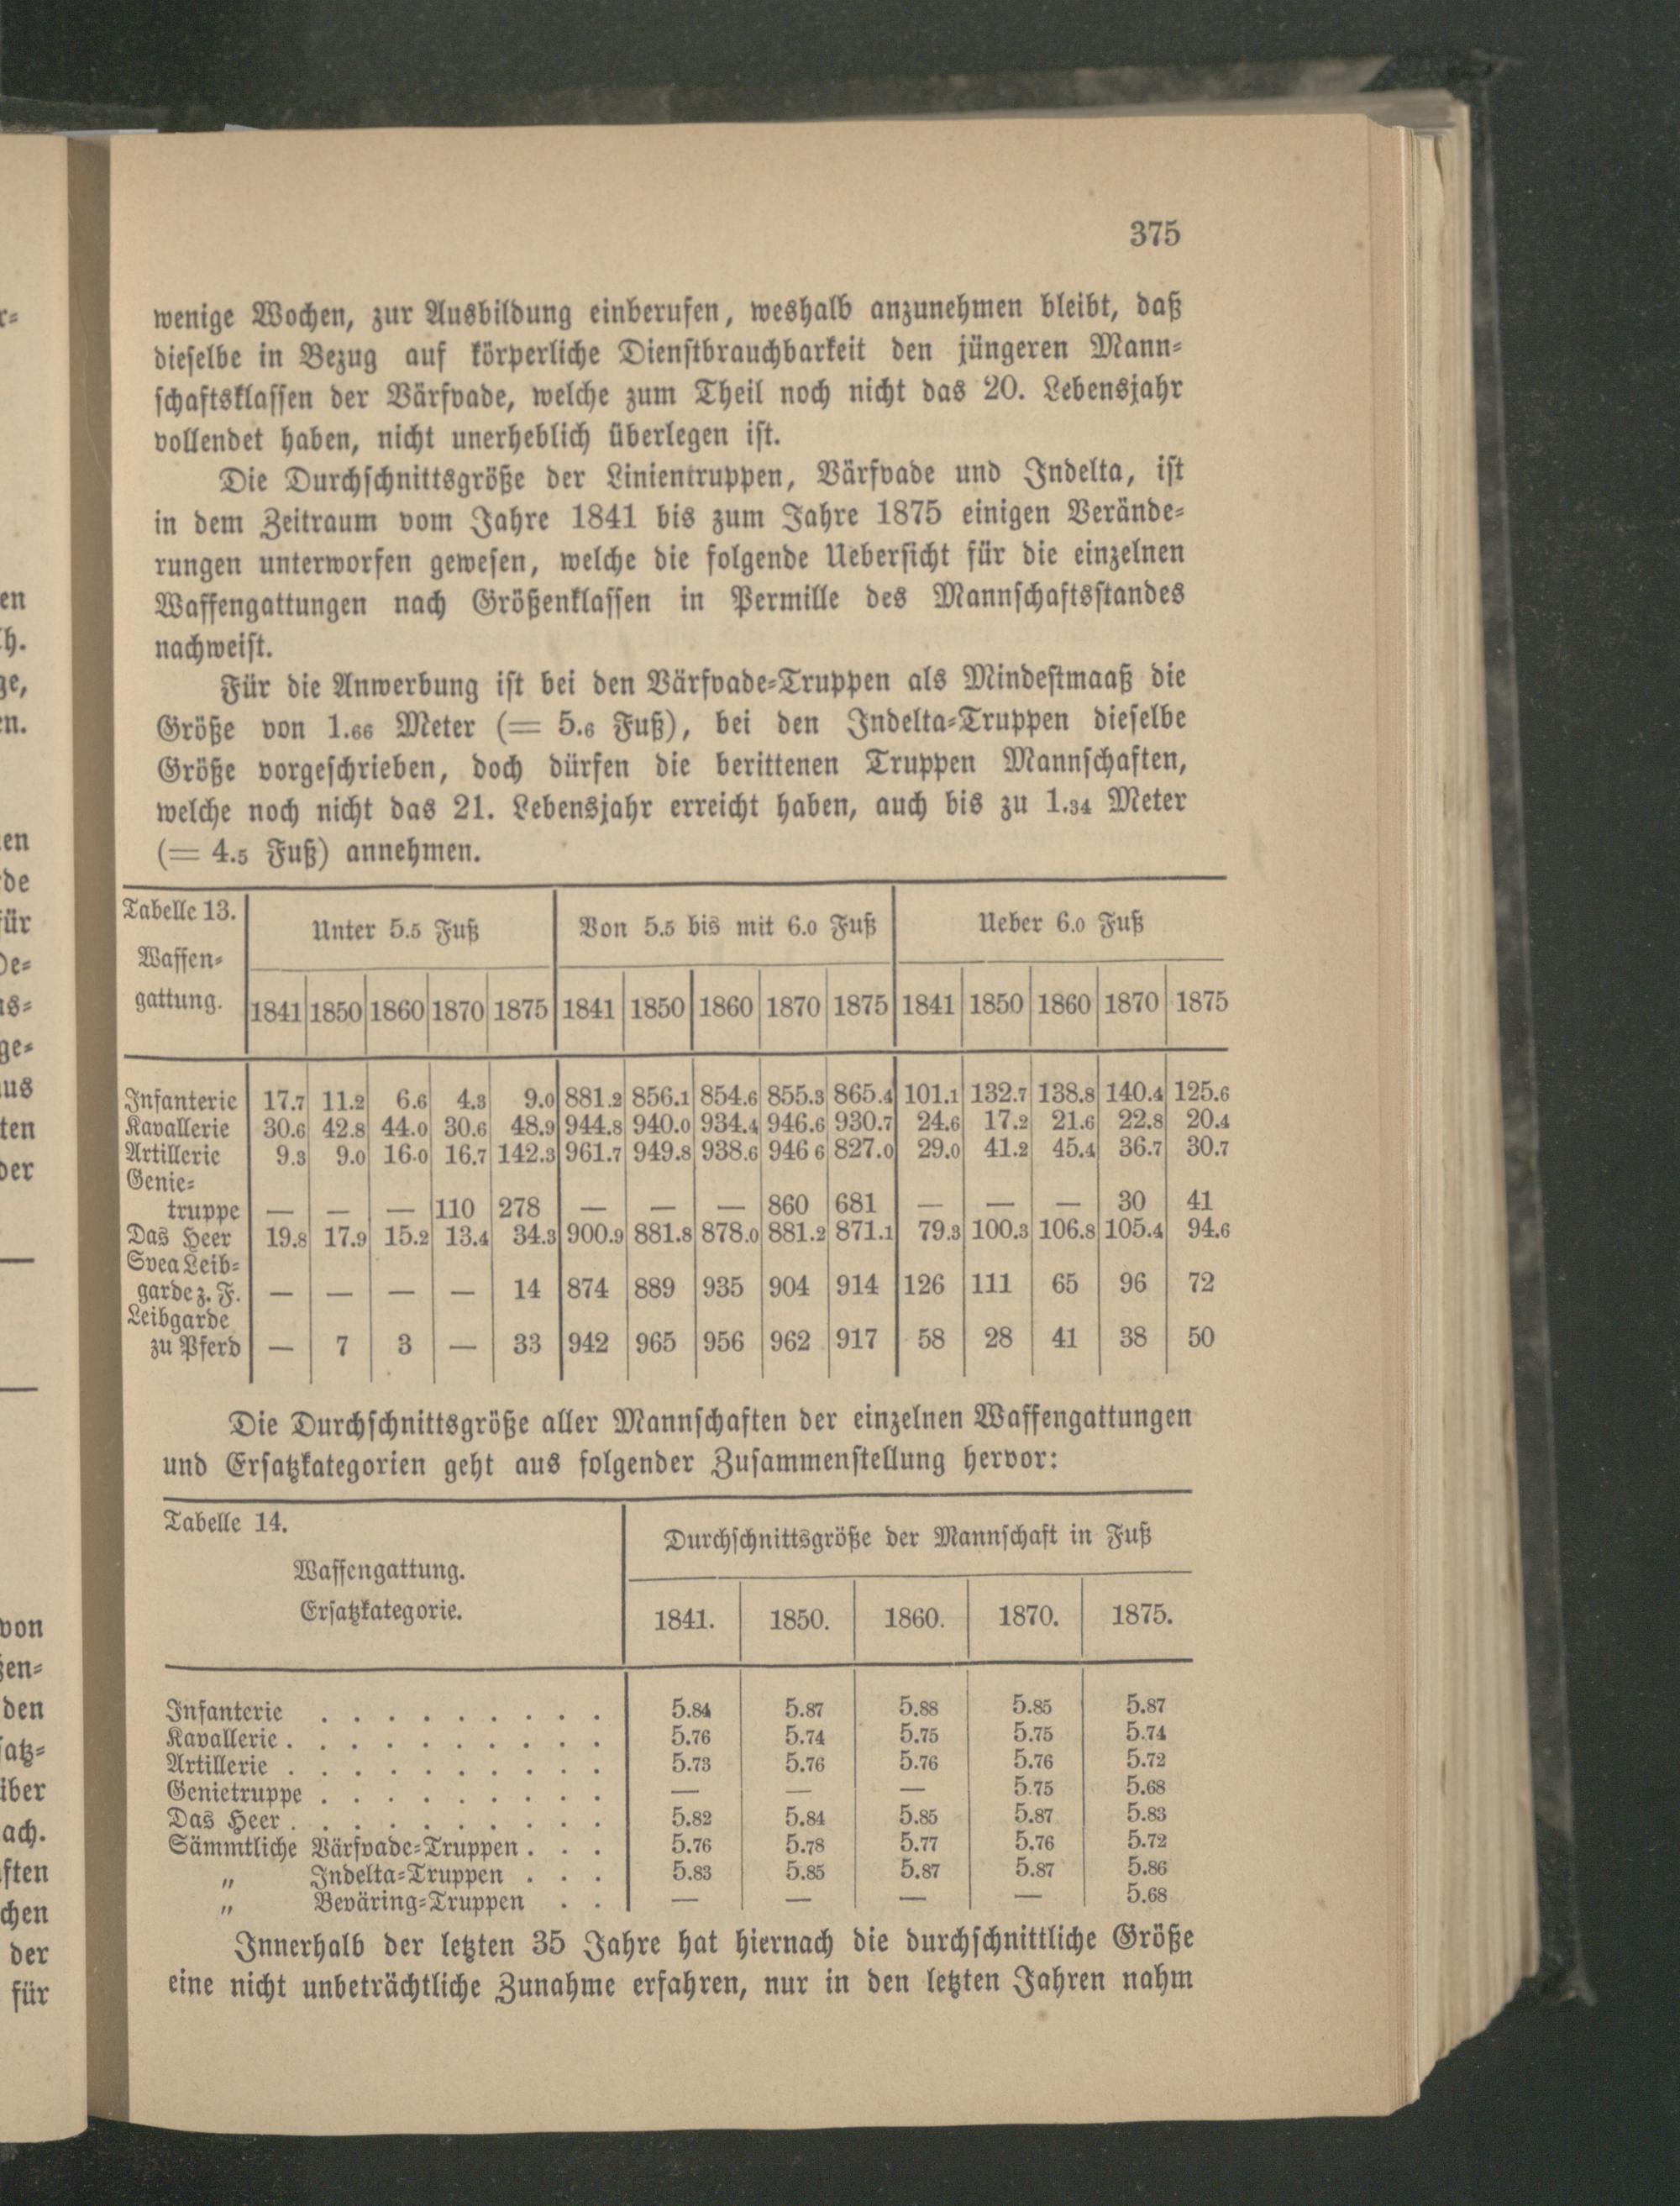 375
wenige Wochen, zur Ausbildung einberufen, weshalb anzunehmen bleibt, daß
dieselbe in Bezug auf körperliche Dienstbrauchbarkeit den jüngeren Mann-
schaftsklassen der Värfvade, welche zum Theil noch nicht das 20. Lebensjahr
vollendet haben, nicht unerheblich überlegen ist.
Die Durchschnittsgröße der Linientruppen, Värfvade und Indelta, ist
in dem Zeitraum vom Jahre 1841 bis zum Jahre 1875 einigen Verände-
rungen unterworfen gewesen, welche die folgende Uebersicht für die einzelnen
Waffengattungen nach Größenklassen in Permille des Mannschaftsstandes
nachweist.
Für die Anwerbung ist bei den Värfvade-Truppen als Mindestmaaß die
Größe von 1.66 Meter (= 5.6 Fuß), bei den Indelta-Truppen dieselbe
Größe vorgeschrieben, doch dürfen die berittenen Truppen Mannschaften,
welche noch nicht das 21. Lebensjahr erreicht haben, auch bis zu 1.34 Meter
(= 4.5 Fuß) annehmen.
Tabelle 13. Unter 5.5 Fuß Von 5.5 bis mit 6.0 Fuß Ueber 6.0 Fuß
Waffen-
gattung. 1841 1850 1860 1870 1875 1841 1850 1860 1870 1875 1841 1850 1860 1870 1875
Infanterie 17.7 11.2 6.6 4.3 9.0 881.2 856.1 854.6 855.3 865.4 101.1 132.7 138.8 140.4 125.6
Kavallerie 30.6 42.8 44.0 30.6 48.9 944.8 940.0 934.4 946.6 930.7 24.6 17.2 21.6 22.8 20.4
Artillerie 9.3 9.0 16.0 16.7 142.3 961.7 949.8 938.6 946 6 827.0 29.0 41.2 45.4 36.7 30.7
Genie-
truppe — — — 110 278 — — — 860 681 — — — 30 41
Das Heer 19.8 17.9 15.2 13.4 34.3 900.9 881.8 878.0 881.2 871.1 79.3 100.3 106.8 105.4 94.6
Svea Leib-
garde z. F. — — — — 14 874 889 935 904 914 126 111 65 96 72
Leibgarde
zu Pferd — 7 3 — 33 942 965 956 962 917 58 28 41 38 50
Die Durchschnittsgröße aller Mannschaften der einzelnen Waffengattungen
und Ersatzkategorien geht aus folgender Zusammenstellung hervor:
Tabelle 14. Durchschnittsgröße der Mannschaft in Fuß
Waffengattung.
Ersatzkategorie. 1841. 1850. 1860. 1870. 1875.
Infanterie . . . . . . . . . 5.84 5.87 5.88 5.85 5.87
Kavallerie . . . . . . . . . . 5.76 5.74 5.75 5.75 5.74
Artillerie . . . . . . . . . . 5.73 5.76 5.76 5.76 5.72
Genietruppe . . . . . . . . . — — — 5.75 5.68
Das Heer . . . . . . . . . . 5.82 5.84 5.85 5.87 5.83
Sämmtliche Värfvade-Truppen . . . 5.76 5.78 5.77 5.76 5.72
„ Indelta-Truppen . . . 5.83 5.85 5.87 5.87 5.86
„ Beväring-Truppen . . — — — — 5.68
Innerhalb der letzten 35 Jahre hat hiernach die durchschnittliche Größe
eine nicht unbeträchtliche Zunahme erfahren, nur in den letzten Jahren nahm